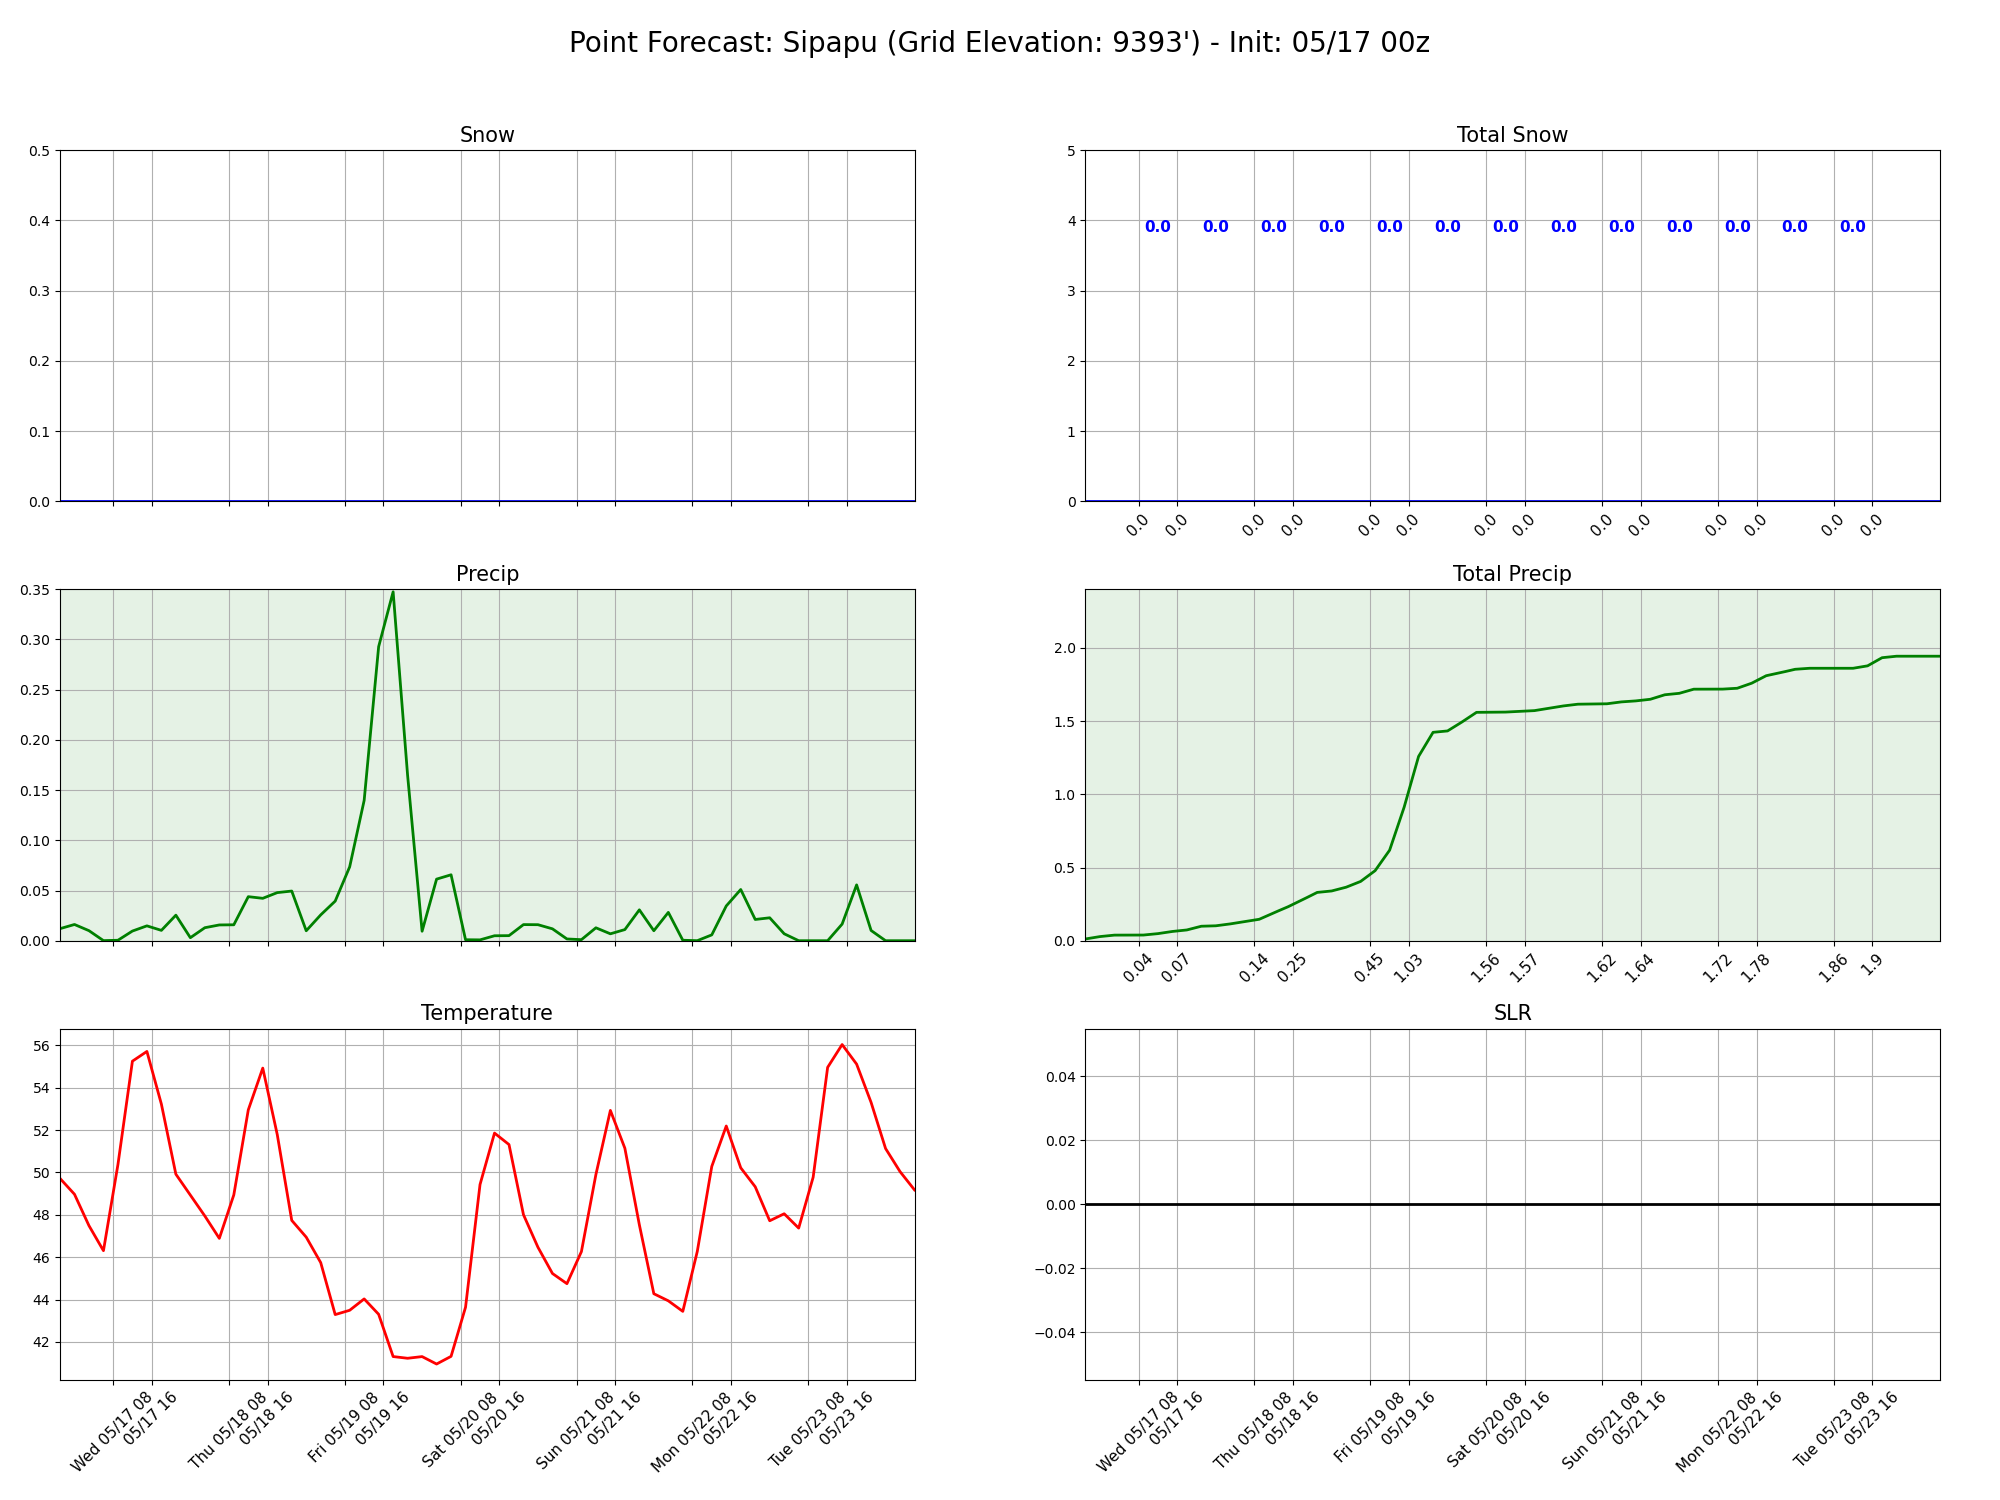 Point Forecast: Sipapu (Grid Elevation: 9393') - Init: 05/17 00z
Snow
0.5
0.4
0.3
0.2
0.1
0.0
Total Snow
5
4
3
2
1
0
0.0 0.0 0.0 0.0 0.0 0.0 0.0 0.0 0.0 0.0 0.0 0.0 0.0
0.0 0.0 0.0 0.0 0.0 0.0 0.0 0.0 0.0 0.0 0.0 0.0 0.0 0.0
Precip
0.35
0.30
0.25
0.20
0.15
0.10
0.05
0.00
Total Precip
2.0
1.5
1.0
0.5
0.0
0.04 0.07 0.14 0.25 0.45 1.03 1.56 1.57 1.62 1.64 1.72 1.78 1.86 1.9
Temperature
56
54
52
50
48
46
44
42
Wed 05/17 08
05/17 16
Thu 05/18 08
05/18 16
Fri 05/19 08
05/19 16
Sat 05/20 08
05/20 16
Sun 05/21 08
05/21 16
Mon 05/22 08
05/22 16
Tue 05/23 08
05/23 16
SLR
0.04
0.02
0.00
−0.02
−0.04
Wed 05/17 08
05/17 16
Thu 05/18 08
05/18 16
Fri 05/19 08
05/19 16
Sat 05/20 08
05/20 16
Sun 05/21 08
05/21 16
Mon 05/22 08
05/22 16
Tue 05/23 08
05/23 16